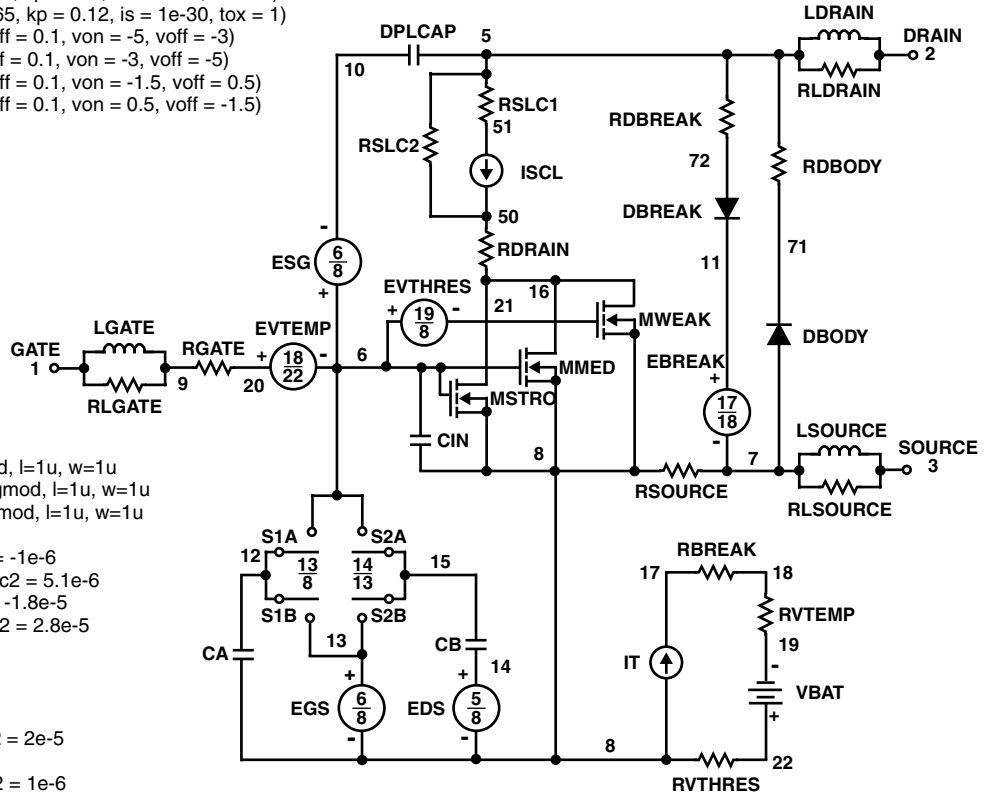 65, kp = 0.12, is = 1e-30, tox = 1)
ff = 0.1, von = -5, voff = -3)
f = 0.1, von = -3, voff = -5)
ff = 0.1, von = -1.5, voff = 0.5)
ff = 0.1, von = 0.5, voff = -1.5)
LDRAIN
DPLCAP
5
DRAIN
2
10
RLDRAIN
RSLC1
51
RDBREAK
RSLC2
72
RDBODY
ISCL
DBREAK
50
-
ESG
6
8
+
RDRAIN
71
11
EVTHRES
+
19
8
-
16
21
MWEAK
LGATE
EVTEMP
GATE
1
RGATE
+
18
22
-
6
MMED
DBODY
EBREAK
+
9
20
RLGATE
MSTRO
17
18
-
CIN
8
LSOURCE
SOURCE
3
7
RSOURCE
RLSOURCE
d, l=1u, w=1u
gmod, l=1u, w=1u
mod, l=1u, w=1u
= -1e-6
c2 = 5.1e-6
-1.8e-5
2 = 2.8e-5
S1A
S2A
12
13
8
14
13
15
S1B
S2B
RBREAK
17
18
RVTEMP
13
CB
19
CA
14
IT
-
+
EGS
6
8
-
+
EDS
5
8
-
VBAT
+
= 2e-5
8
22
2 = 1e-6
RVTHRES